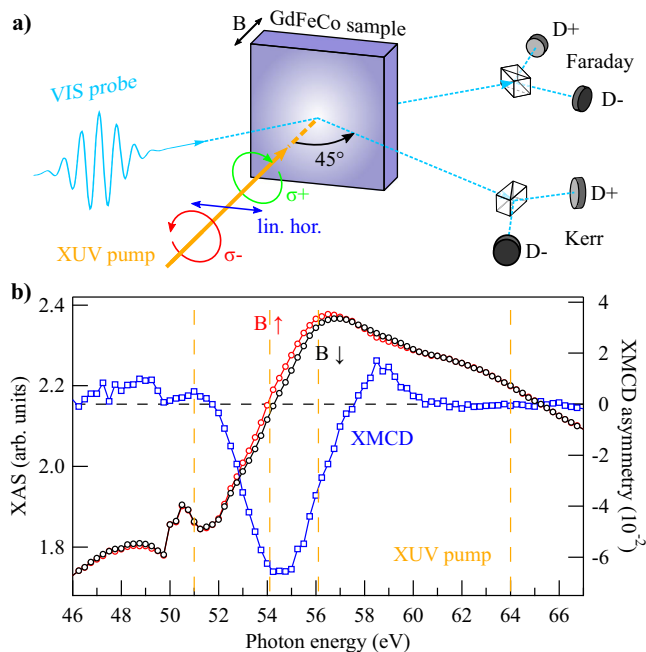 a)
B
GdFeCo sample
D+
Faraday
D-
VIS probe
45°
σ+
lin. hor.
XUV pump
σ-
D+
Kerr
D-
b)
2.4
2.2
2.0
1.8
XAS (arb. units)
B ↑
B ↓
XMCD
XUV pump
4
2
0
-2
-4
-6
XMCD asymmetry (10⁻²)
46 48 50 52 54 56 58 60 62 64 66
Photon energy (eV)